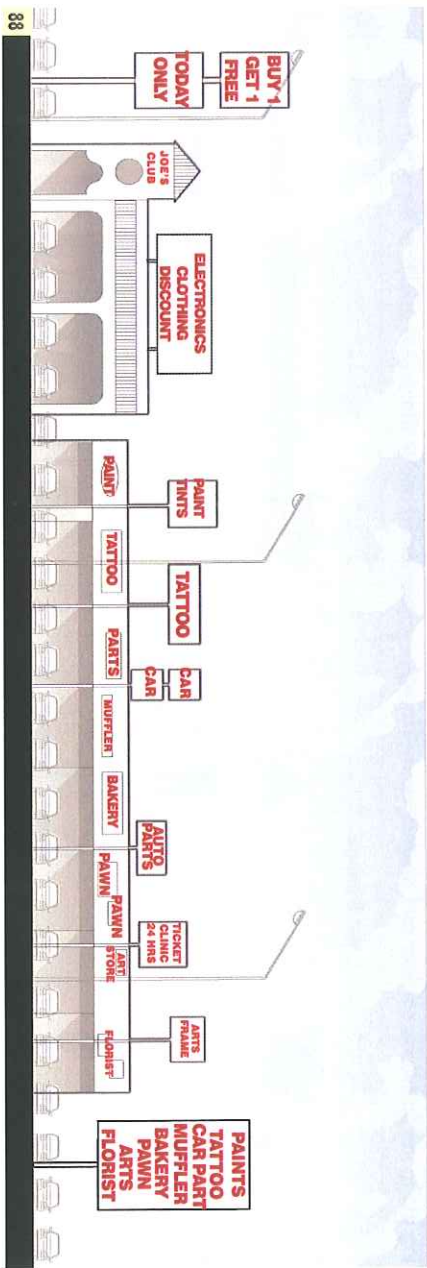 BUY 1
GET 1
FREE
TODAY
ONLY
JOE'S
CLUB
ELECTRONICS
CLOTHING
DISCOUNT
PAINT
TINTS
PAINT
TATTOO
TATTOO
CAR
CAR
PARTS
MUFFLER
BAKERY
AUTO
PARTS
PAWN
PAWN
TICKET
CLINIC
24 HRS
ART
STORE
ARTS
FRAME
FLORIST
PAINTS
TATTOO
CAR PART
MUFFLER
BAKERY
PAWN
ARTS
FLORIST
88